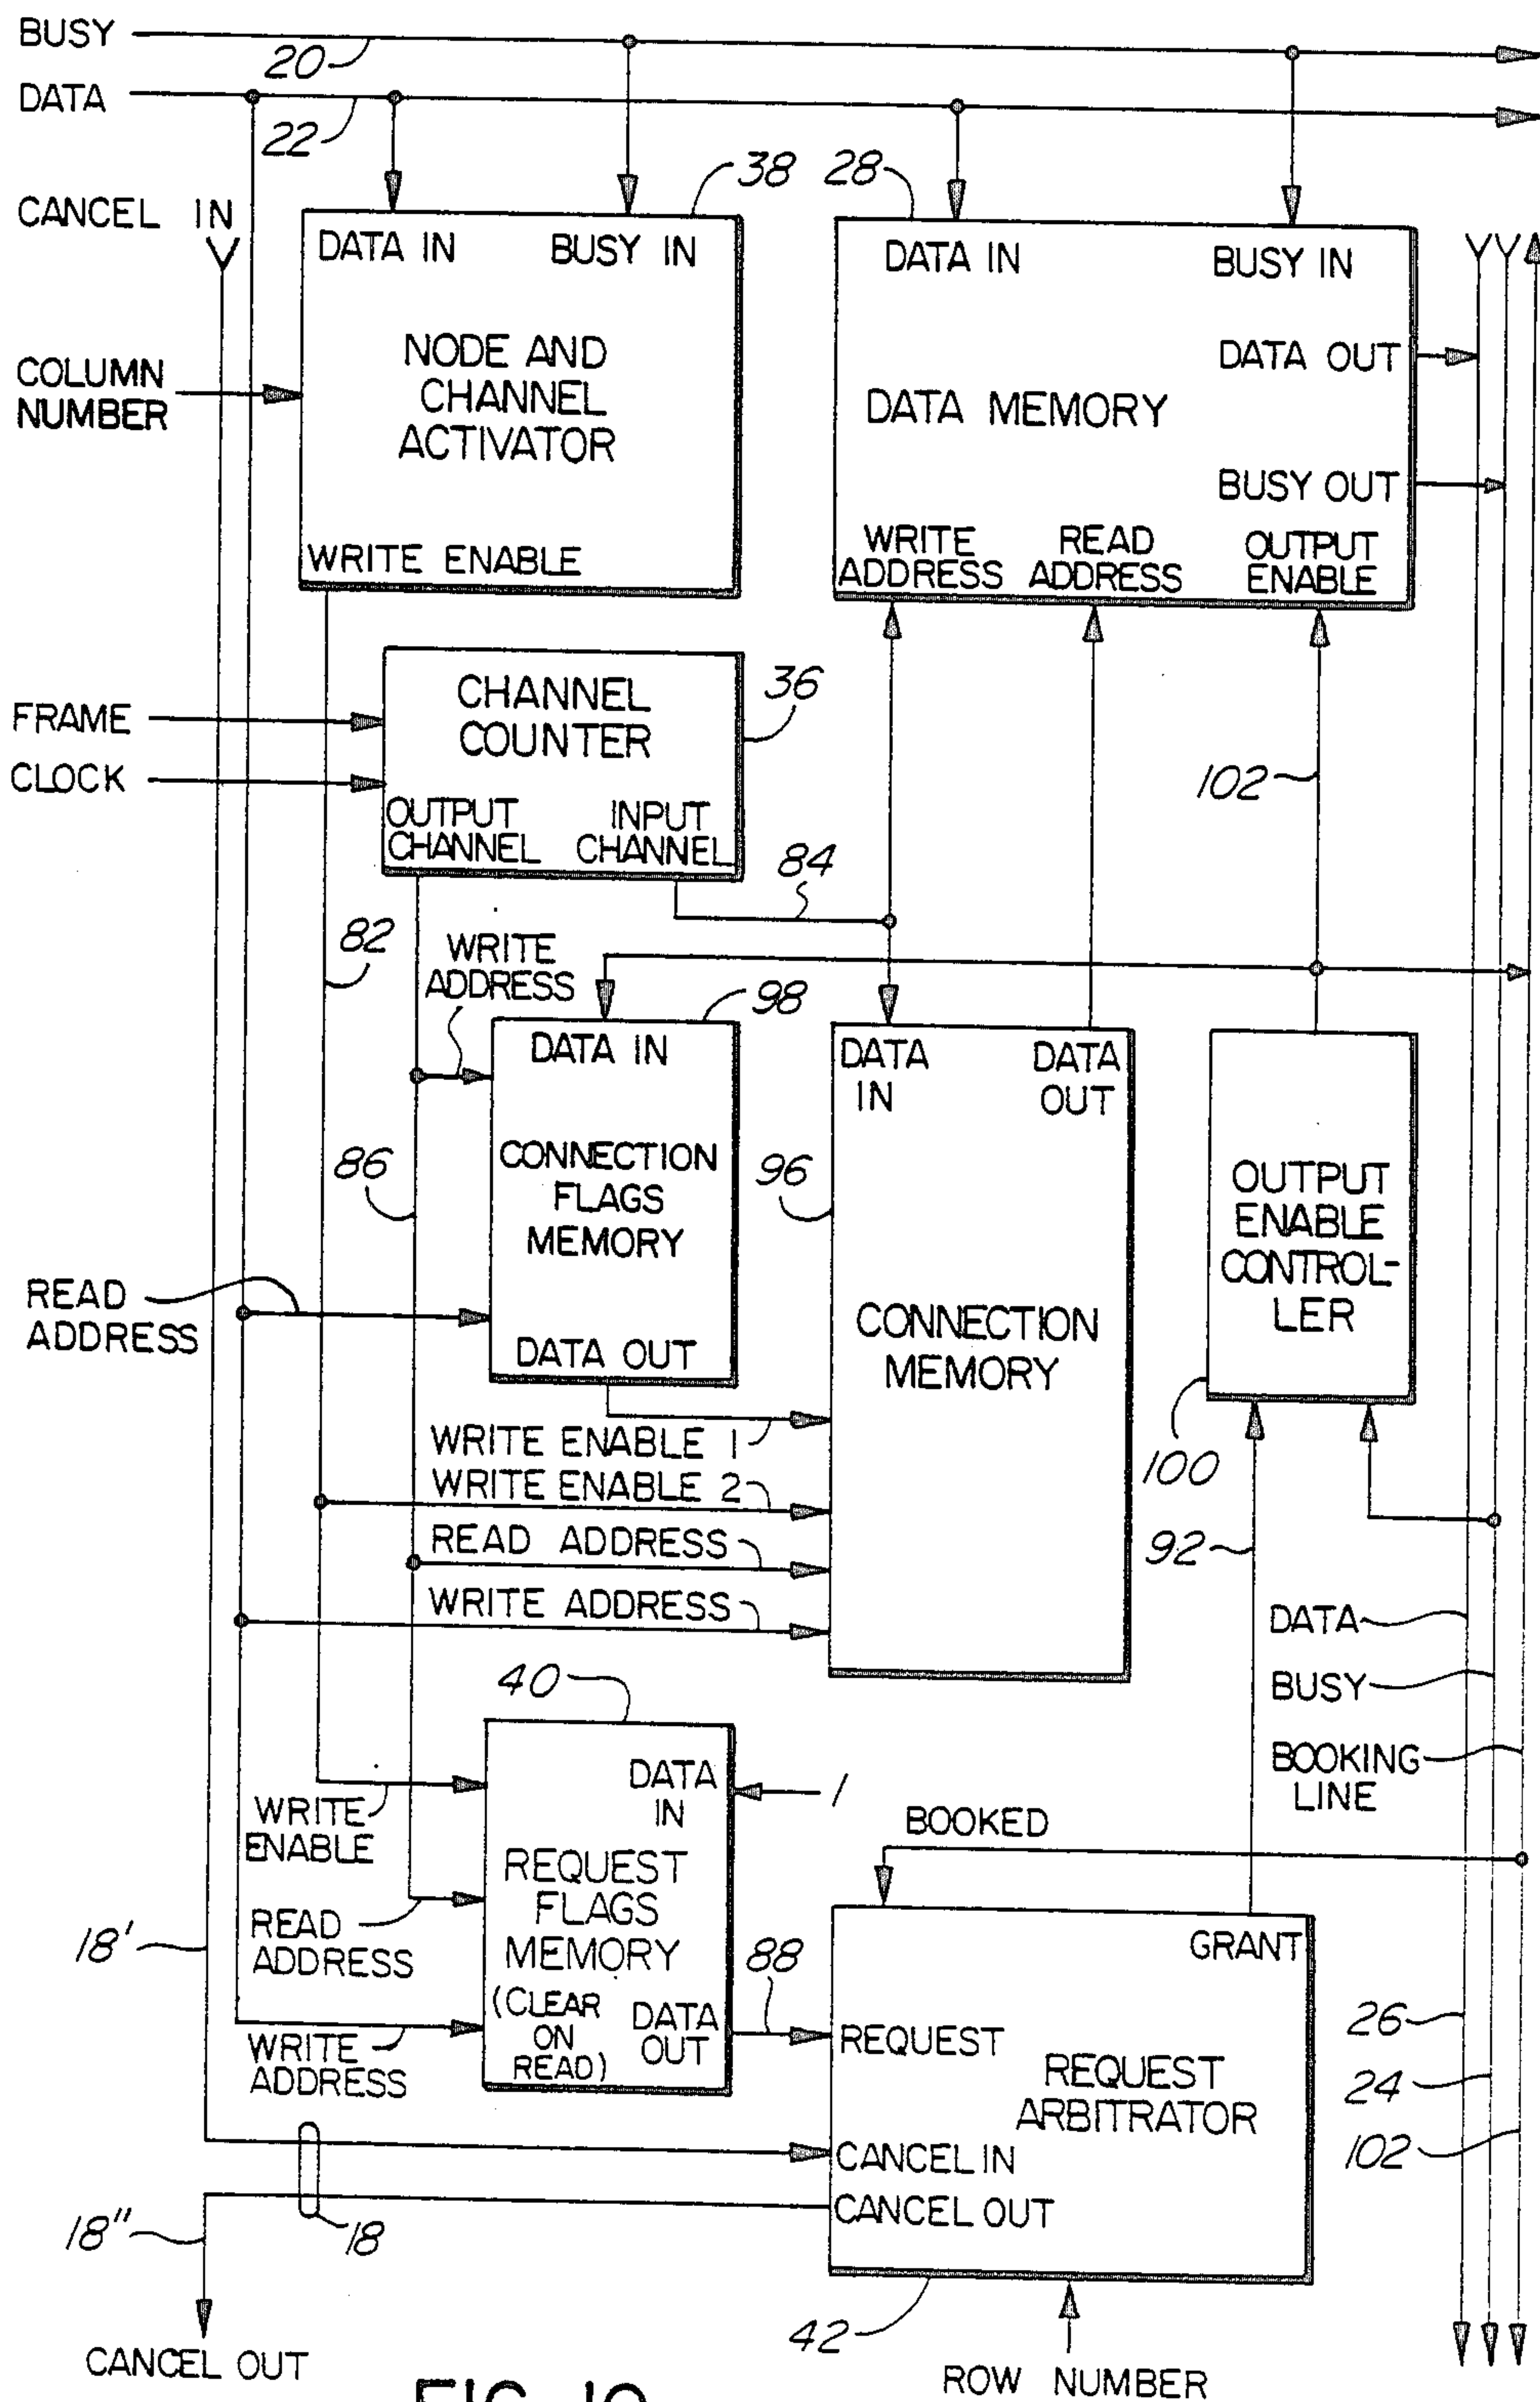 BUSY
20
DATA
22
38
28
CANCEL IN
DATA IN
BUSY IN
DATA IN
BUSY IN
NODE AND
CHANNEL
ACTIVATOR
DATA OUT
COLUMN
NUMBER
DATA MEMORY
BUSY OUT
WRITE ENABLE
WRITE
ADDRESS
READ
ADDRESS
OUTPUT
ENABLE
CHANNEL
COUNTER
36
FRAME
CLOCK
102
OUTPUT
CHANNEL
INPUT
CHANNEL
84
82
WRITE
ADDRESS
98
DATA IN
DATA
IN
DATA
OUT
86
CONNECTION
FLAGS
MEMORY
96
OUTPUT
ENABLE
CONTROL-
LER
READ
ADDRESS
DATA OUT
CONNECTION
MEMORY
WRITE ENABLE 1
WRITE ENABLE 2
100
READ ADDRESS
92
WRITE ADDRESS
DATA
40
BUSY
DATA
IN
1
BOOKING
LINE
WRITE
ENABLE
BOOKED
REQUEST
FLAGS
MEMORY
(CLEAR
ON
READ)
READ
ADDRESS
18'
88
GRANT
DATA
OUT
REQUEST
26
WRITE
ADDRESS
REQUEST
ARBITRATOR
24
102
CANCEL IN
CANCEL OUT
18"
18
42
CANCEL OUT
ROW NUMBER
FIG. 10